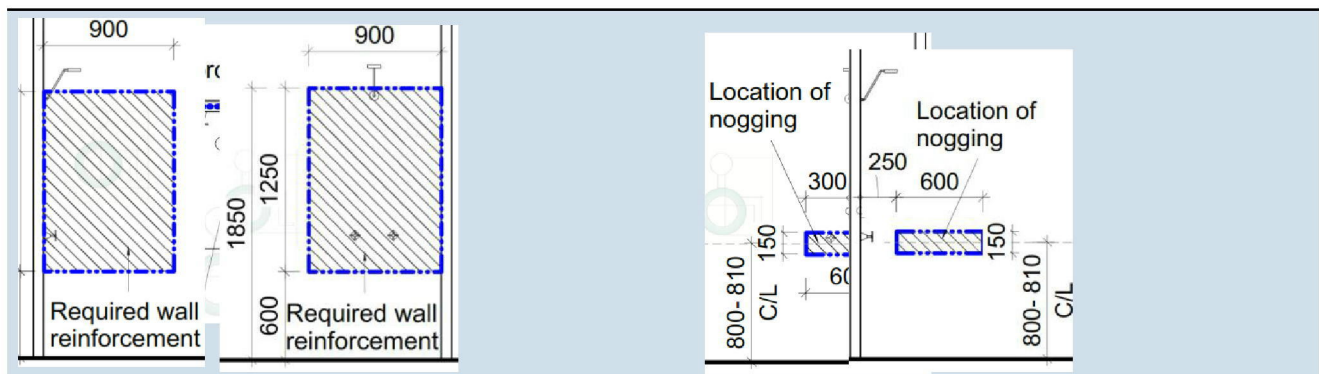 900
900
1250
1850
600
Required wall
reinforcement
Required wall
reinforcement
Location of
nogging
300
150
800- 810
C/L
Location of
nogging
250
600
150
800- 810
C/L